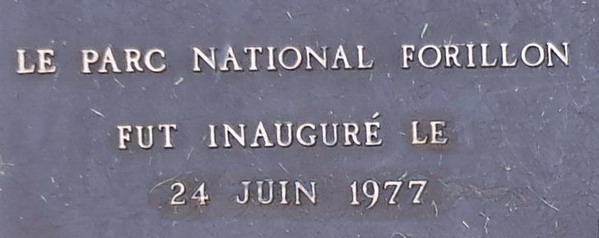 LE PARC NATIONAL FORILLON
FUT INAUGURÉ LE
24 JUIN 1977